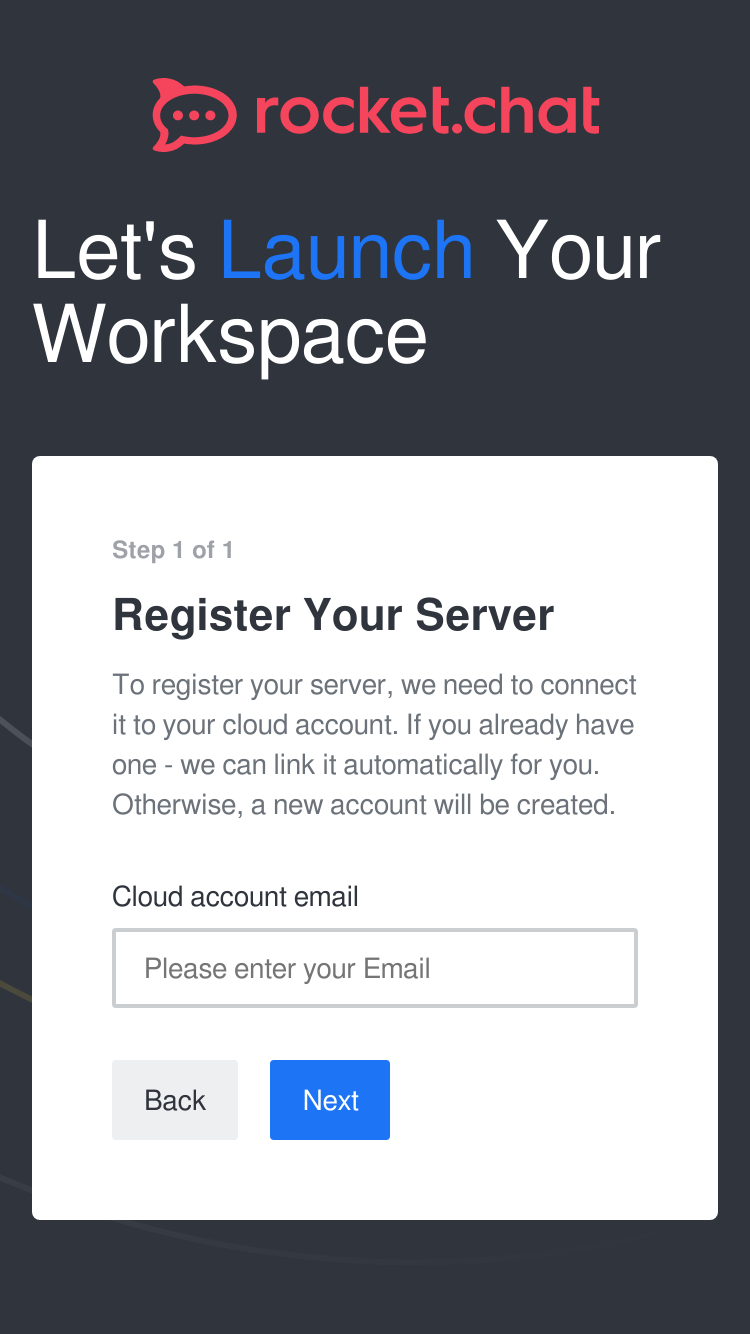 rocket.chat
Let's Launch Your
Workspace
Step 1 of 1
Register Your Server
To register your server, we need to connect
it to your cloud account. If you already have
one - we can link it automatically for you.
Otherwise, a new account will be created.
Cloud account email
Please enter your Email
Back Next